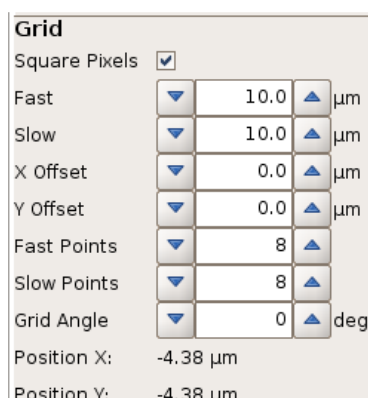 Grid
Square Pixels
Fast 10.0 µm
Slow 10.0 µm
X Offset 0.0 µm
Y Offset 0.0 µm
Fast Points 8
Slow Points 8
Grid Angle 0 deg
Position X: -4.38 µm
Position Y: -4.38 µm